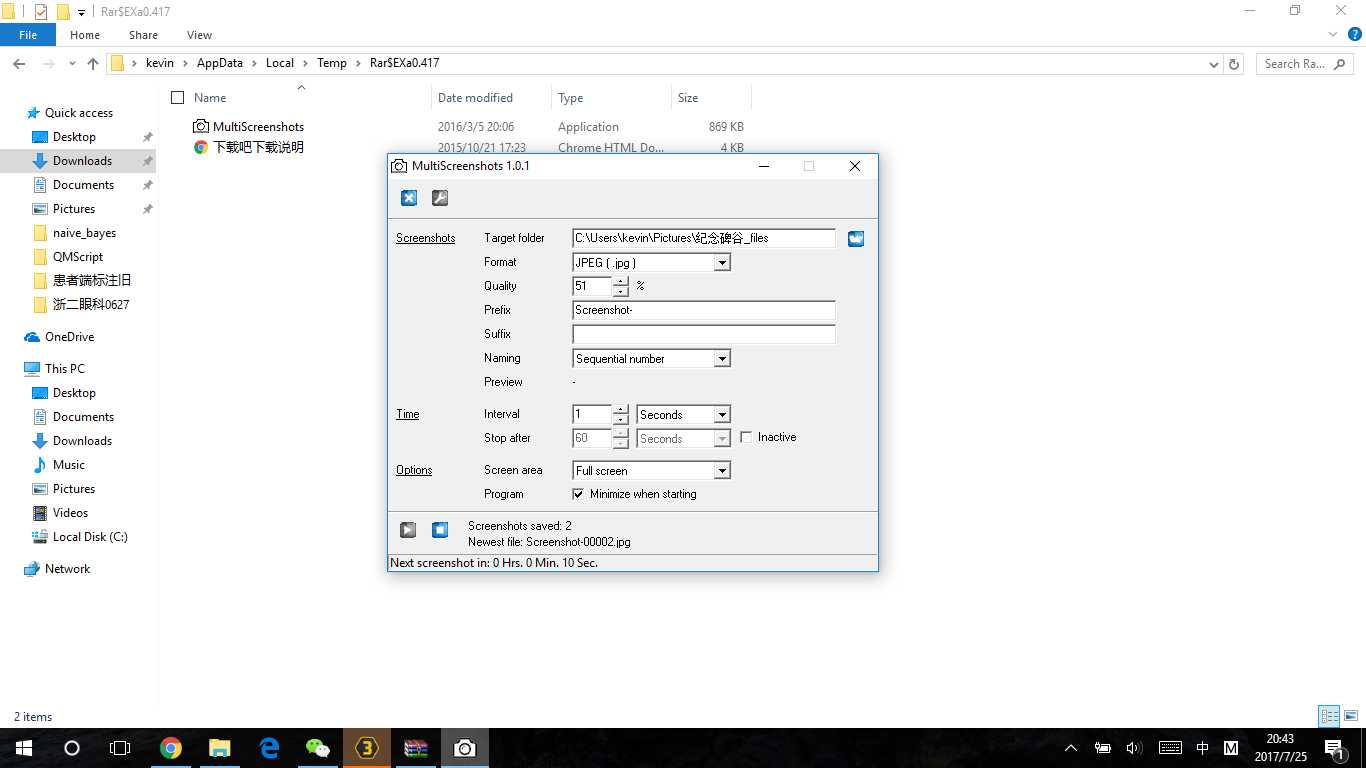 Rar$EXa0.417
File Home Share View
kevin AppData Local Temp Rar$EXa0.417 Search Ra...
Name Date modified Type Size
MultiScreenshots 2016/3/5 20:06 Application 869 KB
下载吧下载说明 2015/10/21 17:23 Chrome HTML Do... 4 KB
Quick access
Desktop
Downloads
Documents
Pictures
naive_bayes
QMScript
患者端标注旧
浙二眼科0627
OneDrive
This PC
Desktop
Documents
Downloads
Music
Pictures
Videos
Local Disk (C:)
Network
MultiScreenshots 1.0.1
Screenshots Target folder C:\Users\kevin\Pictures\纪念碑谷_files
Format JPEG ( .jpg )
Quality 51 %
Prefix Screenshot-
Suffix
Naming Sequential number
Preview -
Time Interval 1 Seconds
Stop after 60 Seconds Inactive
Options Screen area Full screen
Program Minimize when starting
Screenshots saved: 2
Newest file: Screenshot-00002.jpg
Next screenshot in: 0 Hrs. 0 Min. 10 Sec.
2 items
3 中 M 20:43
2017/7/25 1